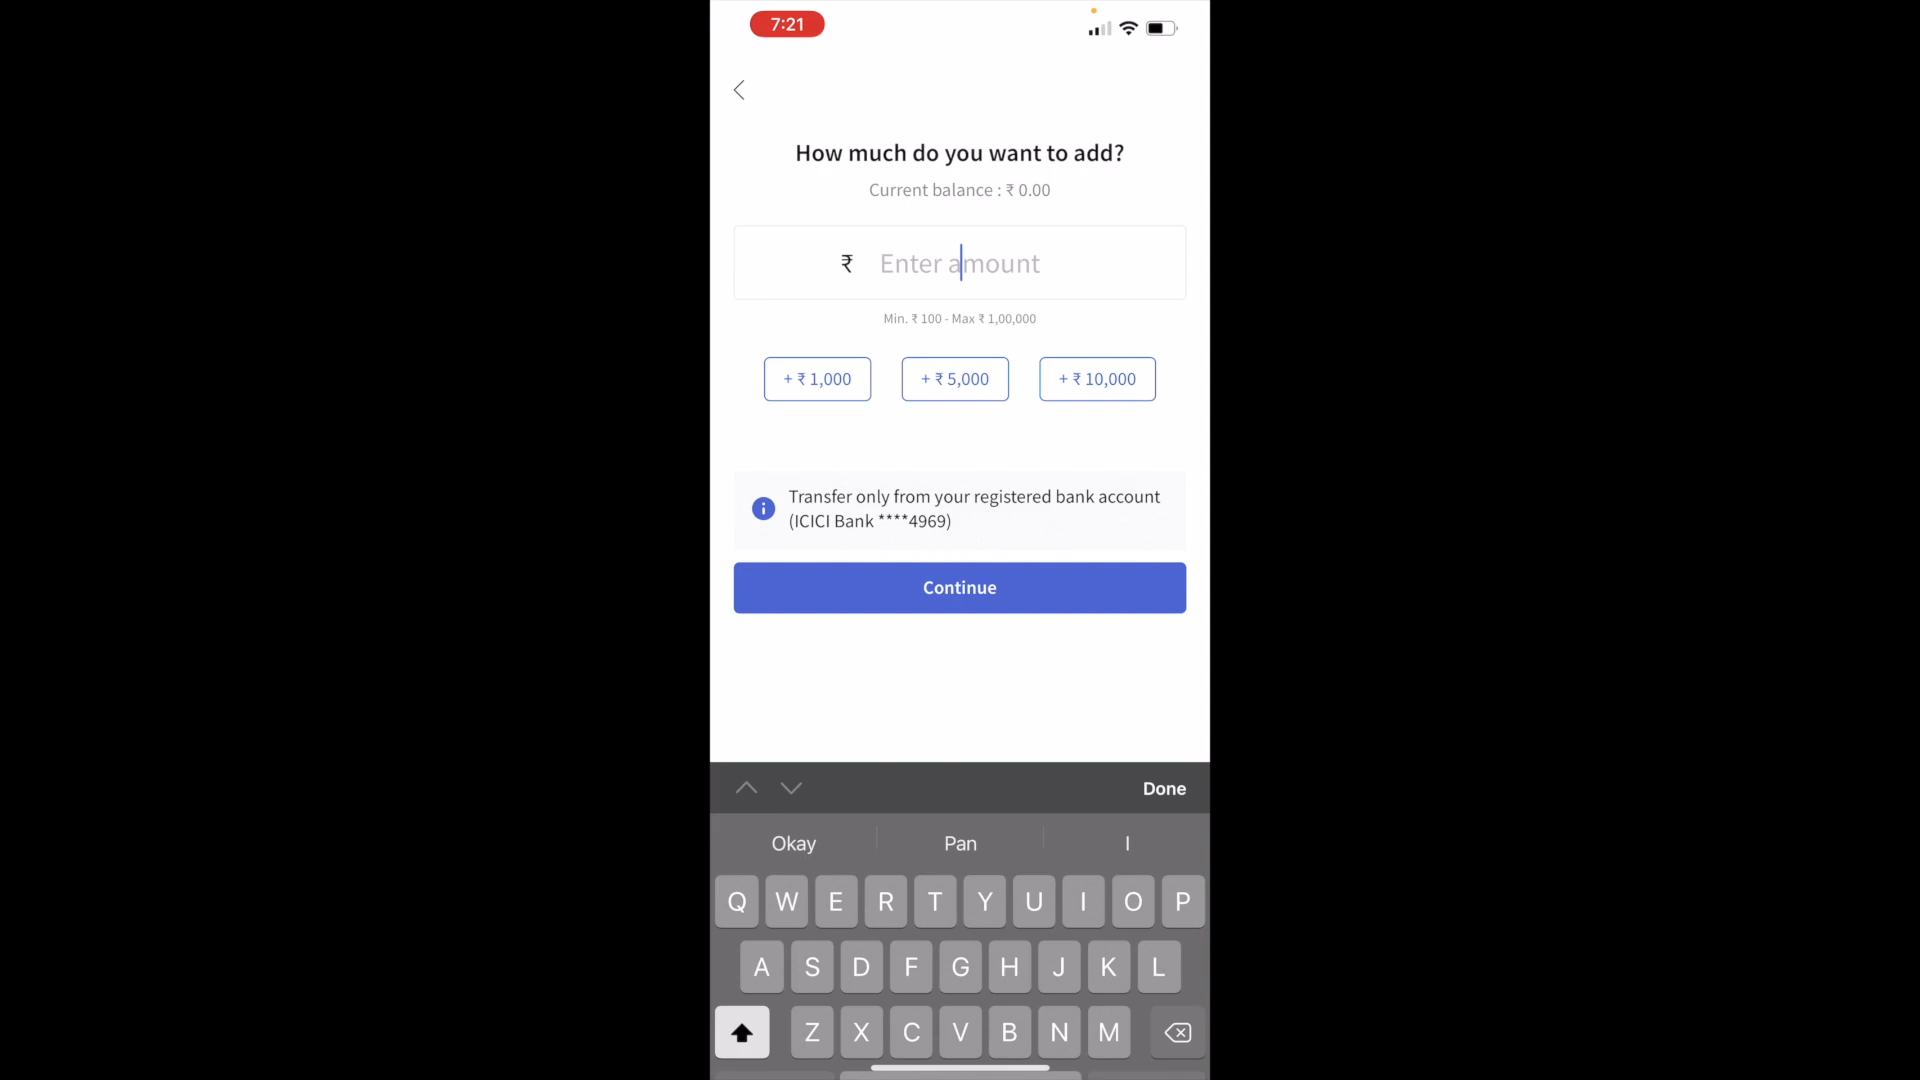 7:21
How much do you want to add?
Current balance : ₹ 0.00
₹ Enter amount
Min. ₹ 100 - Max ₹ 1,00,000
+ ₹ 1,000 + ₹ 5,000 + ₹ 10,000
Transfer only from your registered bank account
(ICICI Bank ****4969)
Continue
Done
Okay Pan I
Q W E R T Y U I O P
A S D F G H J K L
Z X C V B N M